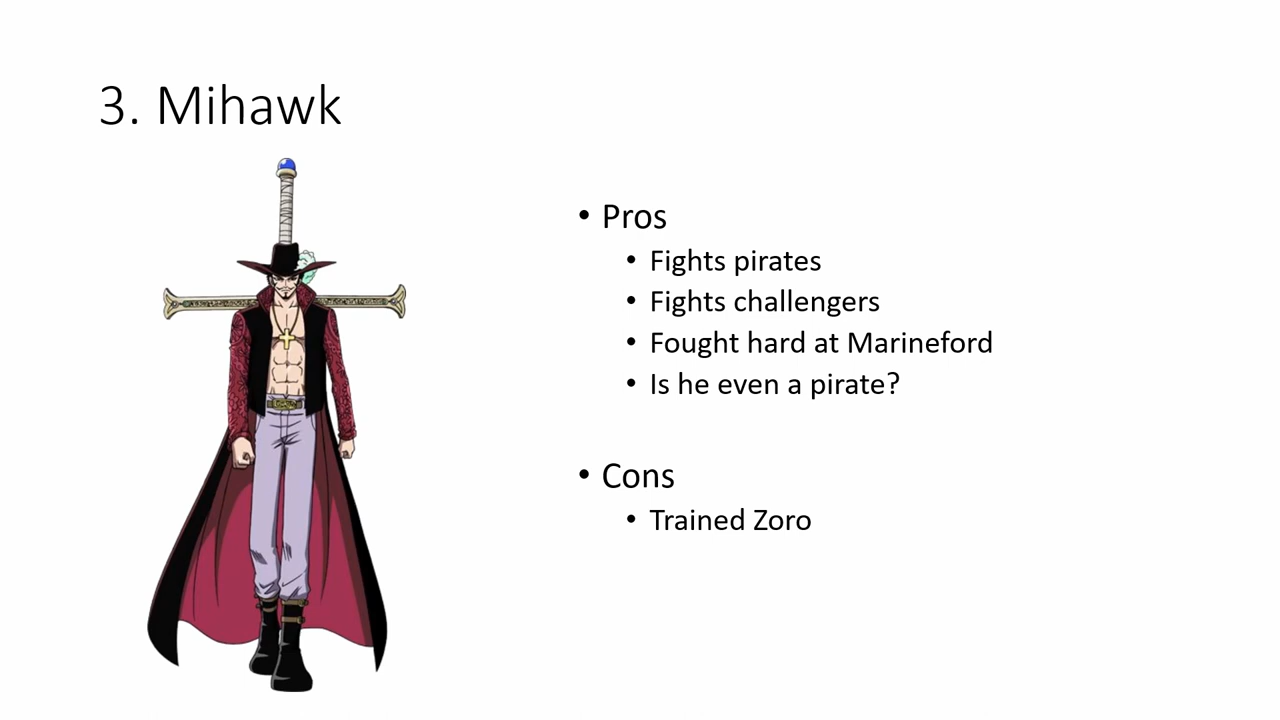 3. Mihawk
• Pros
• Fights pirates
• Fights challengers
• Fought hard at Marineford
• Is he even a pirate?
• Cons
• Trained Zoro